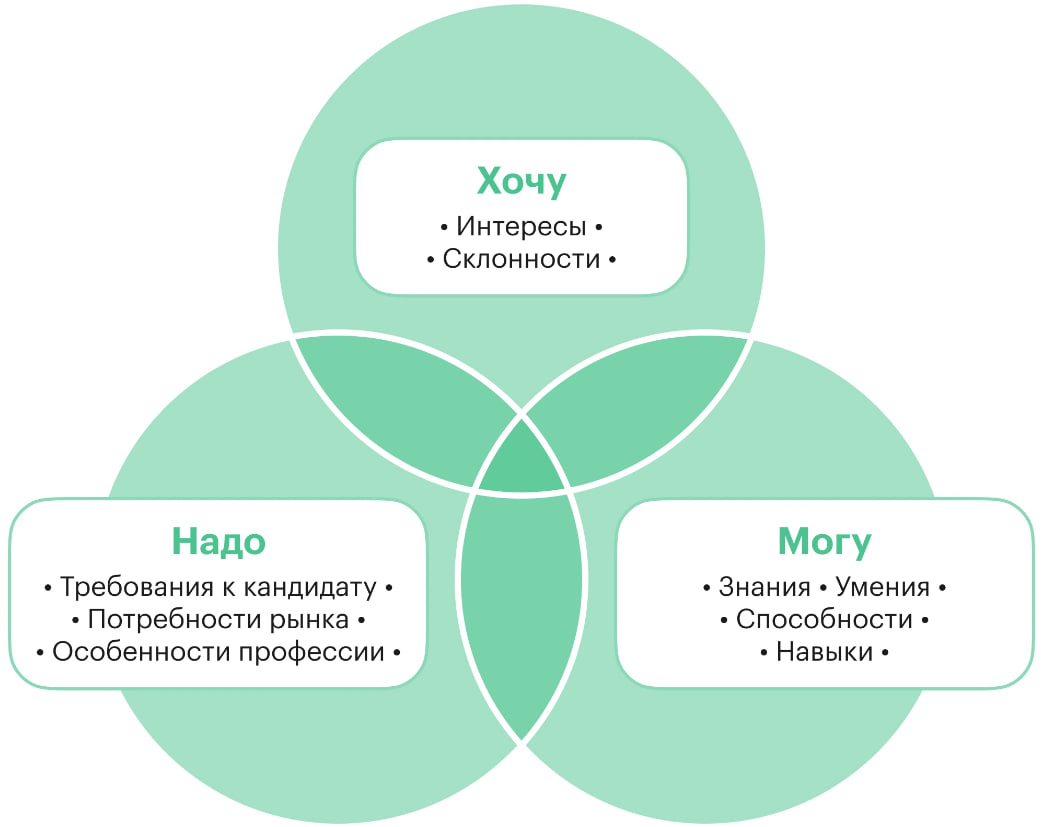 Хочу
• Интересы •
• Склонности •
Надо
• Требования к кандидату •
• Потребности рынка •
• Особенности профессии •
Могу
• Знания • Умения •
• Способности •
• Навыки •